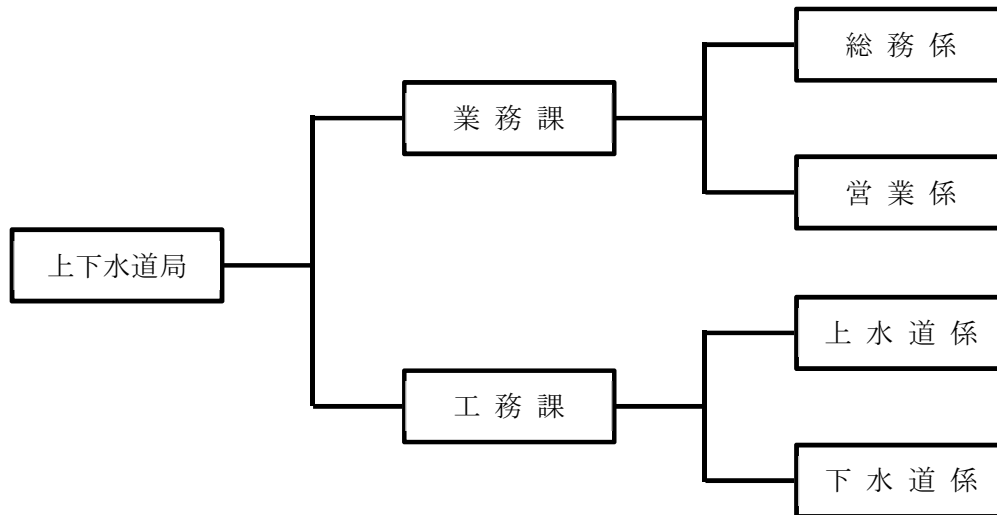 総務係
業務課
営業係
上下水道局
上水道係
工務課
下水道係